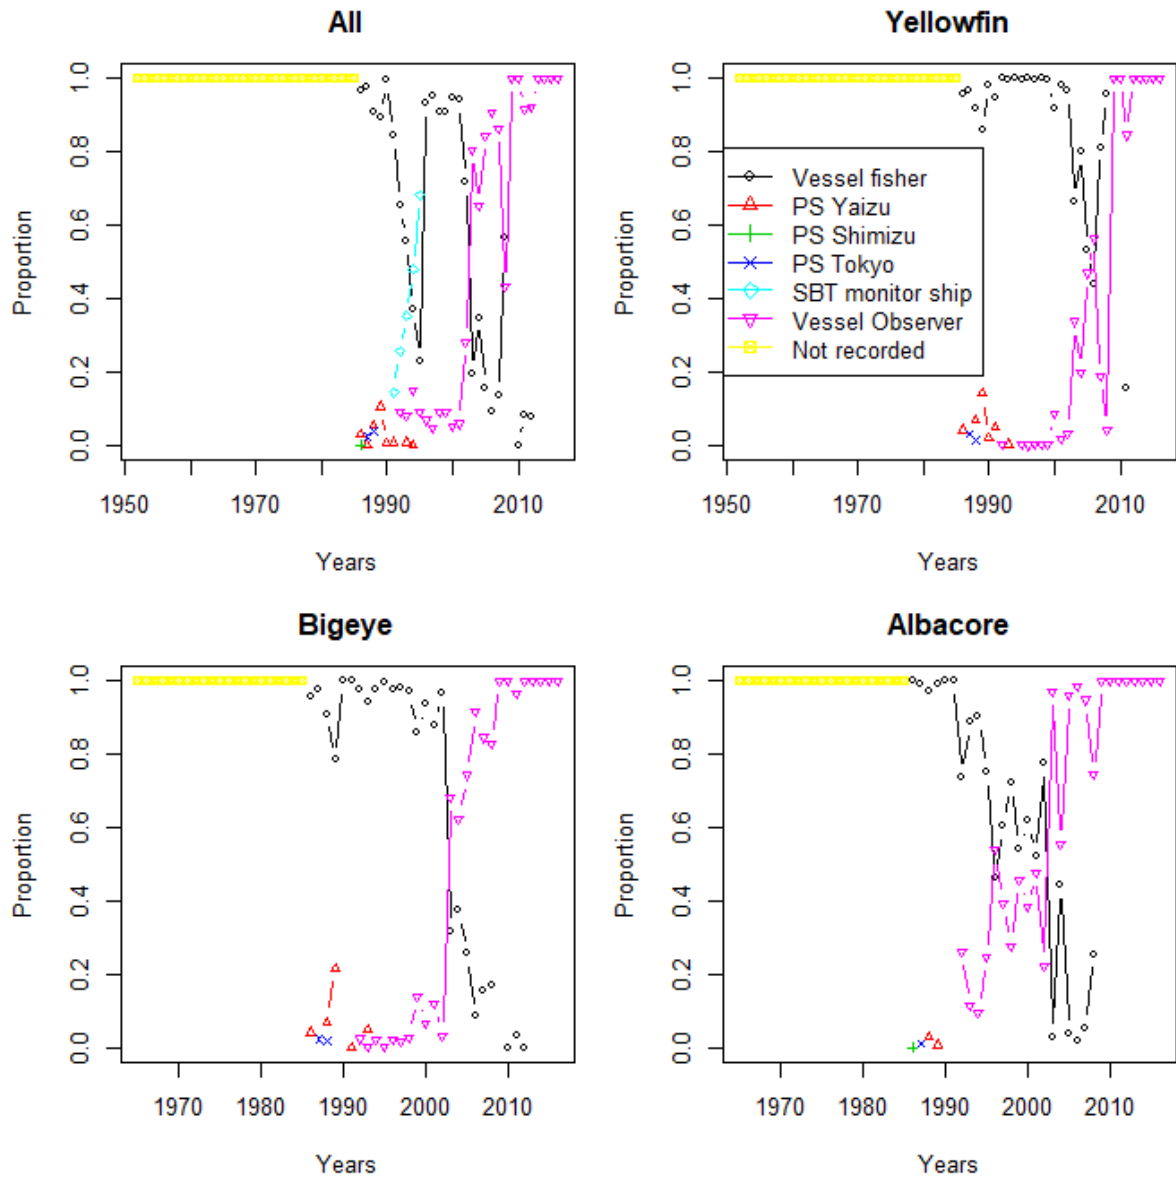 All
Proportion
1.0
0.8
0.6
0.4
0.2
0.0
1950 1970 1990 2010
Years
Yellowfin
Proportion
1.0
0.8
0.6
0.4
0.2
0.0
Vessel fisher
PS Yaizu
PS Shimizu
PS Tokyo
SBT monitor ship
Vessel Observer
Not recorded
1950 1970 1990 2010
Years
Bigeye
Proportion
1.0
0.8
0.6
0.4
0.2
0.0
1970 1980 1990 2000 2010
Years
Albacore
Proportion
1.0
0.8
0.6
0.4
0.2
0.0
1970 1980 1990 2000 2010
Years